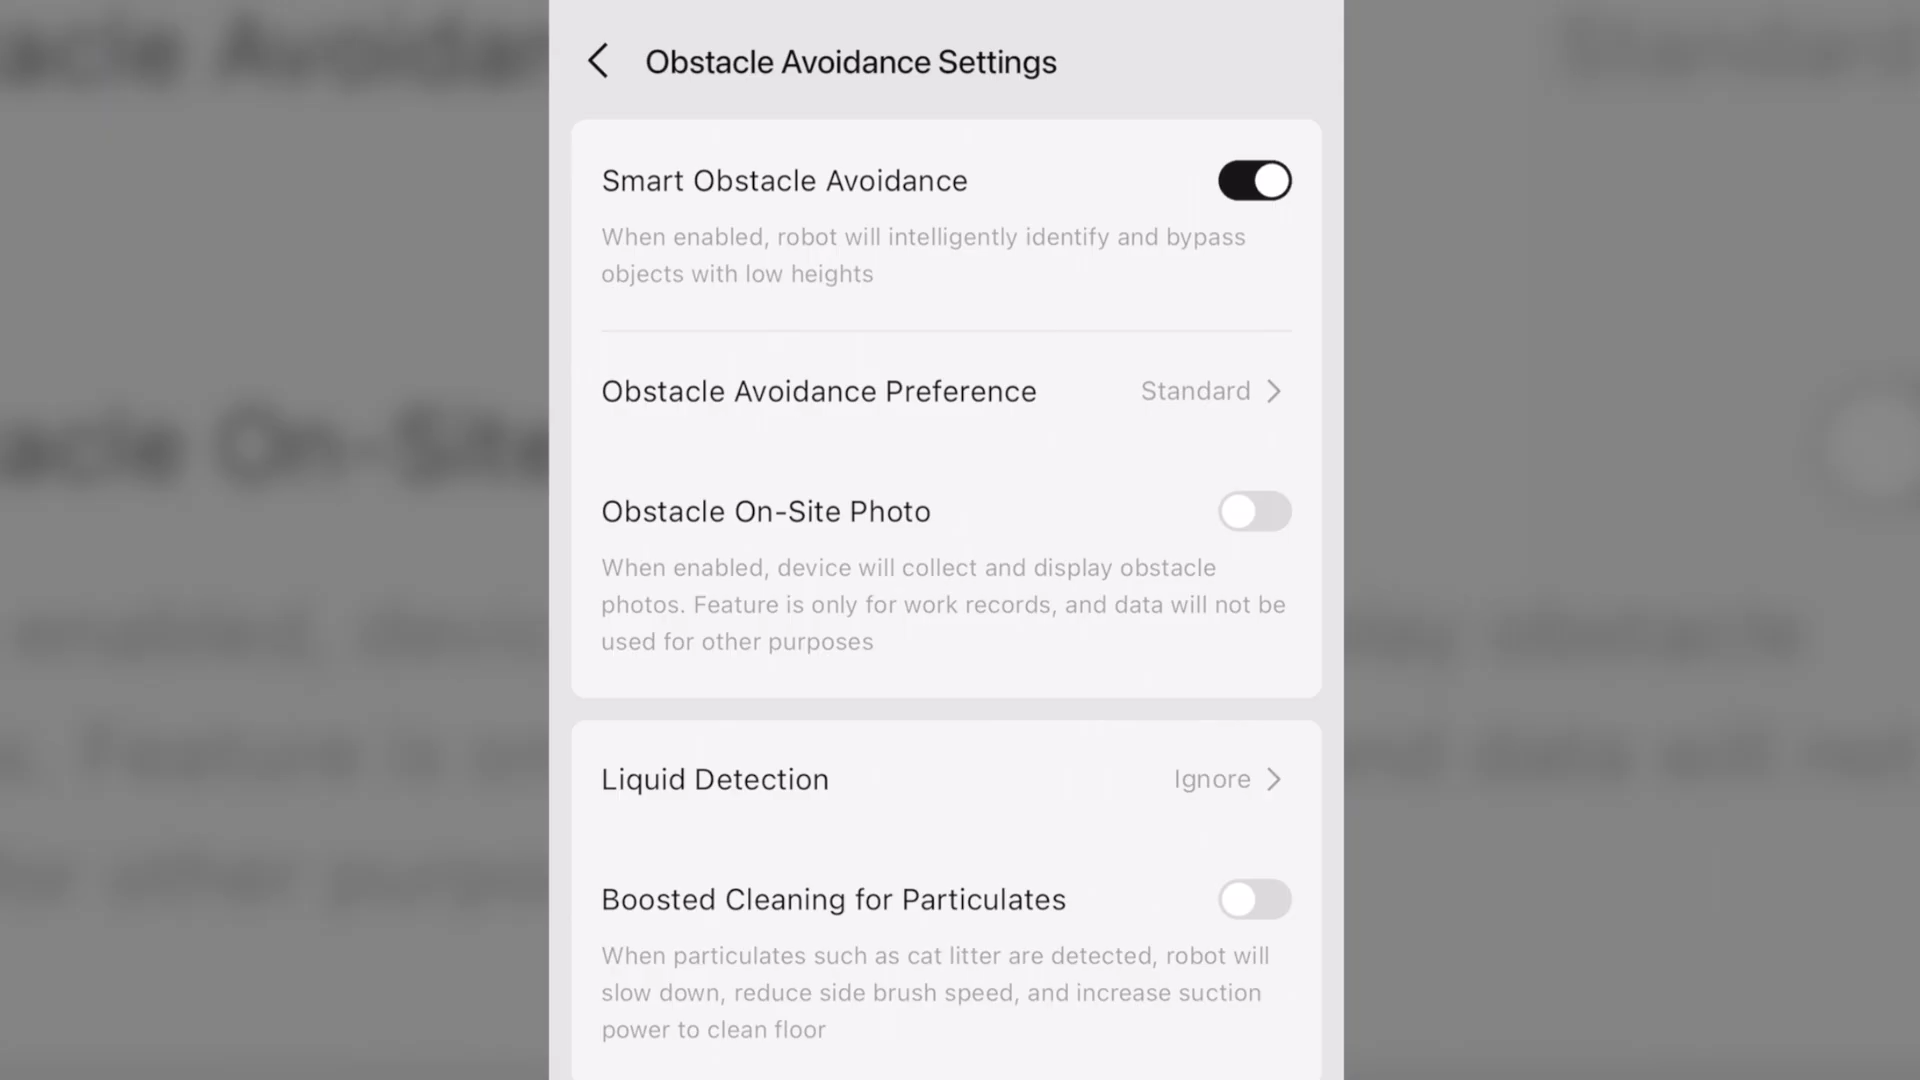 Obstacle Avoidance Settings
Smart Obstacle Avoidance
When enabled, robot will intelligently identify and bypass
objects with low heights
Obstacle Avoidance Preference
Standard
Obstacle On-Site Photo
When enabled, device will collect and display obstacle
photos. Feature is only for work records, and data will not be
used for other purposes
Liquid Detection
Ignore
Boosted Cleaning for Particulates
When particulates such as cat litter are detected, robot will
slow down, reduce side brush speed, and increase suction
power to clean floor